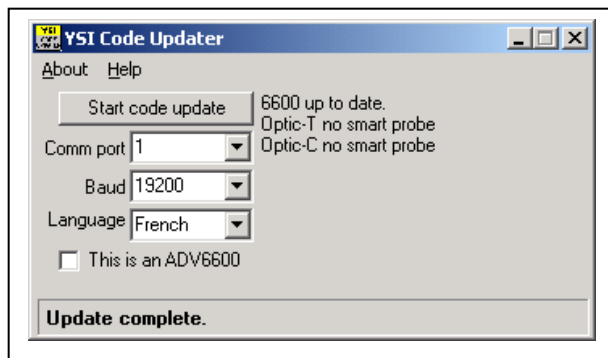 YSI Code Updater
About Help
Start code update
6600 up to date.
Optic-T no smart probe
Optic-C no smart probe
Comm port 1
Baud 19200
Language French
This is an ADV6600
Update complete.